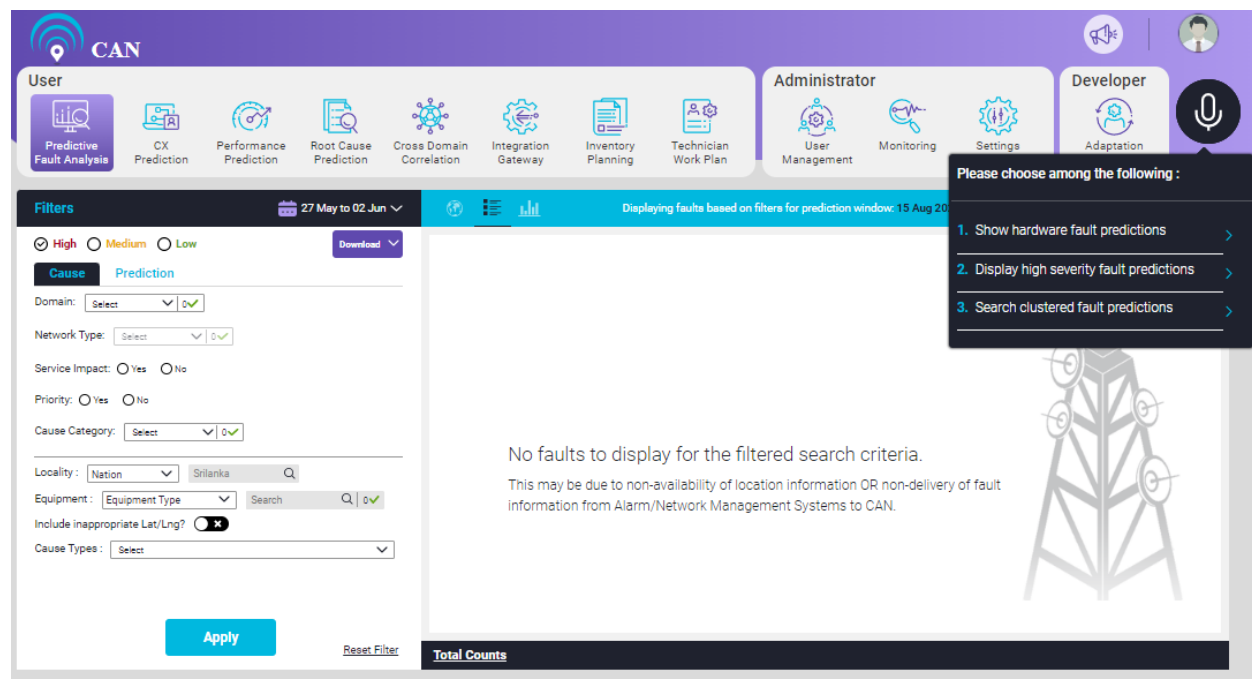 CAN
User
Administrator
Developer
Predictive
Fault Analysis
CX
Prediction
Performance
Prediction
Root Cause
Prediction
Cross Domain
Correlation
Integration
Gateway
Inventory
Planning
Technician
Work Plan
User
Management
Monitoring
Settings
Adaptation
Please choose among the following :
1. Show hardware fault predictions
2. Display high severity fault predictions
3. Search clustered fault predictions
Filters
27 May to 02 Jun
High Medium Low
Download
Cause Prediction
Domain: Select 0
Network Type: Select 0
Service Impact: Yes No
Priority: Yes No
Cause Category: Select 0
Locality : Nation Srilanka
Equipment : Equipment Type Search 0
Include inappropriate Lat/Lng?
Cause Types : Select
Apply
Reset Filter
Displaying faults based on filters for prediction window: 15 Aug
No faults to display for the filtered search criteria.
This may be due to non-availability of location information OR non-delivery of fault
information from Alarm/Network Management Systems to CAN.
Total Counts